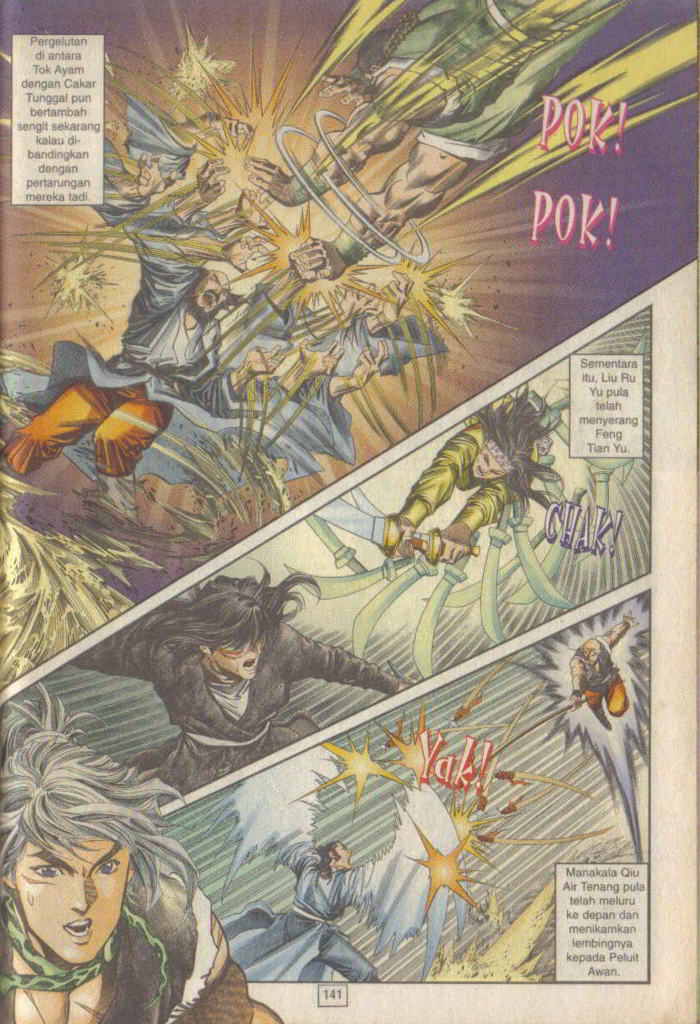 Pergelutan
di antara
Tok Ayam
dengan Cakar
Tunggal pun
bertambah
sengit sekarang
kalau di-
bandingkan
dengan
pertarungan
mereka tadi.
POK!
POK!
Sementara
itu, Liu Ru
Yu pula
telah
menyerang
Feng
Tian Yu.
CHAK!
Yak!
Manakala Qiu
Air Tenang pula
telah meluru
ke depan dan
menikamkan
lembingnya
kepada Peluit
Awan.
141